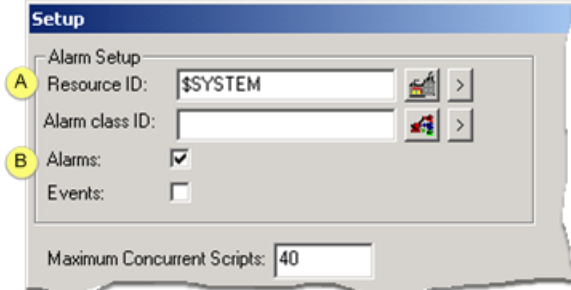 Setup
Alarm Setup
A Resource ID: $SYSTEM >
Alarm class ID: >
B Alarms:
Events:
Maximum Concurrent Scripts: 40